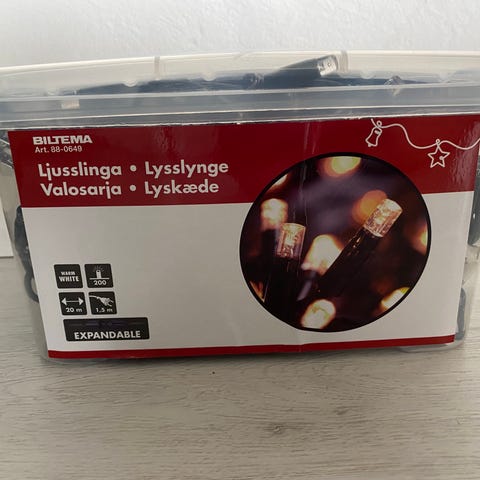 BILTEMA
Art. 88-0649
Ljusslinga • Lysslynge
Valosarja • Lyskæde
WARM
WHITE
200
20 m
1,5 m
EXPANDABLE